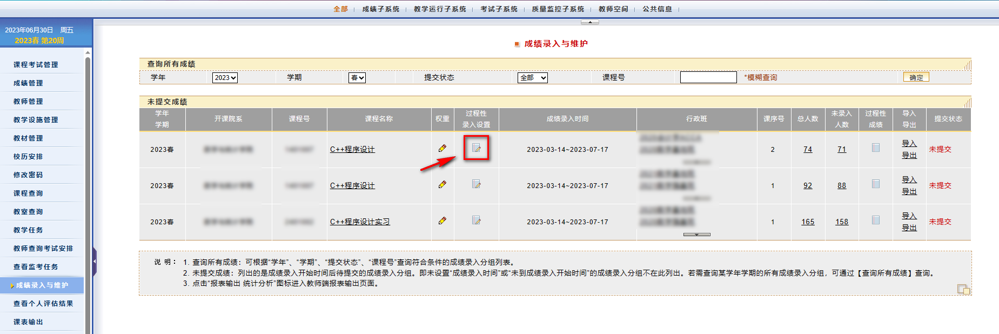 全部 | 成绩子系统 | 教学运行子系统 | 考试子系统 | 质量监控子系统 | 教师空间 | 公共信息 |
2023年06月30日 周五
2023春 第20周
课程考试管理
成绩管理
教师管理
教学设施管理
教材管理
校历安排
修改密码
课程查询
教室查询
教学任务
教师查询考试安排
查看监考任务
成绩录入与维护
查看个人评估结果
课表输出
成绩录入与维护
查询所有成绩
学年 2023 学期 春 提交状态 全部 课程号 *模糊查询 确定
未提交成绩
学年学期 开课院系 课程号 课程名称 权重 过程性录入设置 成绩录入时间 行政班 课序号 总人数 未录入人数 过程性成绩 导入导出 提交状态
2023春 C++程序设计 2023-03-14~2023-07-17 2 74 71 导入 导出 未提交
2023春 C++程序设计 2023-03-14~2023-07-17 1 92 88 导入 导出 未提交
2023春 C++程序设计实习 2023-03-14~2023-07-17 1 165 158 导入 导出 未提交
说 明： 1. 查询所有成绩：可根据“学年”、“学期”、“提交状态”、“课程号”查询符合条件的成绩录入分组列表。
2. 未提交成绩：列出的是成绩录入开始时间后待提交的成绩录入分组。即未设置“成绩录入时间”或“未到成绩录入开始时间”的成绩录入分组不在此列出。若需查询某学年学期的所有成绩录入分组，可通过【查询所有成绩】查询。
3. 点击“报表输出 统计分析”图标进入教师端报表输出页面。